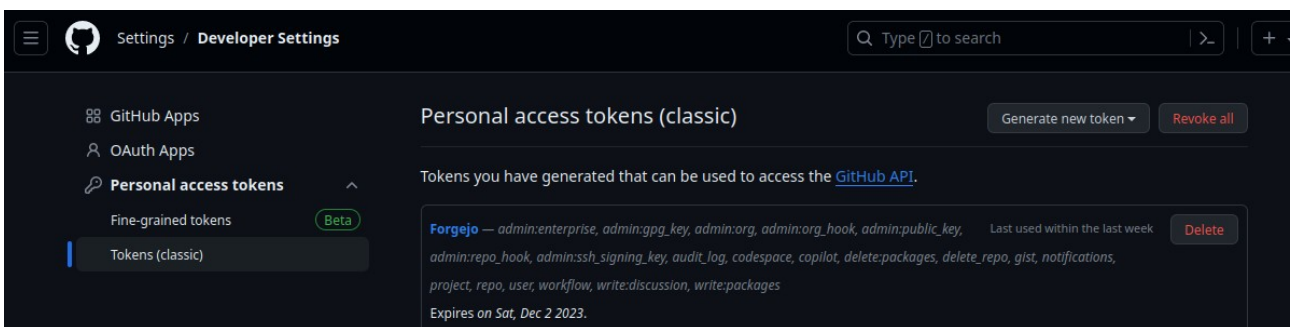 Settings / Developer Settings
Type / to search
GitHub Apps
OAuth Apps
Personal access tokens
Fine-grained tokens Beta
Tokens (classic)
Personal access tokens (classic)
Generate new token
Revoke all
Tokens you have generated that can be used to access the GitHub API.
Forgejo — admin:enterprise, admin:gpg_key, admin:org, admin:org_hook, admin:public_key,
Last used within the last week
Delete
admin:repo_hook, admin:ssh_signing_key, audit_log, codespace, copilot, delete:packages, delete_repo, gist, notifications,
project, repo, user, workflow, write:discussion, write:packages
Expires on Sat, Dec 2 2023.